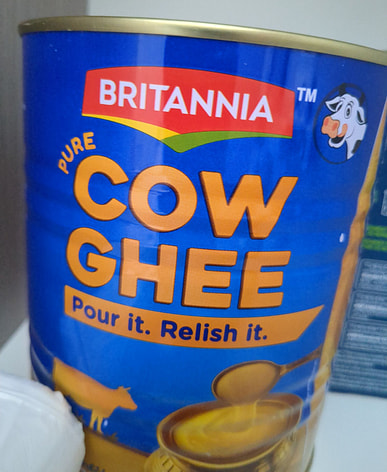 BRITANNIA TM
PURE
COW
GHEE
Pour it. Relish it.